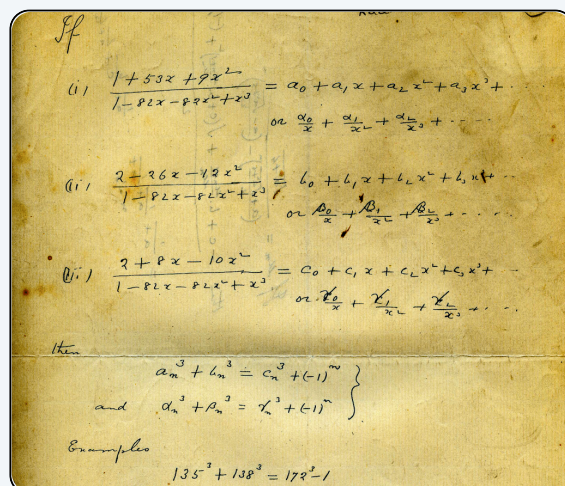 If
(i) (1 + 53x + 9x²)/(1 - 82x - 82x² + x³) = a₀ + a₁x + a₂x² + a₃x³ + ....
or α₀/x + α₁/x² + α₂/x³ + .....
(ii) (2 - 26x - 12x²)/(1 - 82x - 82x² + x³) = b₀ + b₁x + b₂x² + b₃x³ + ....
or β₀/x + β₁/x² + β₂/x³ + .....
(iii) (2 + 8x - 10x²)/(1 - 82x - 82x² + x³) = c₀ + c₁x + c₂x² + c₃x³ + ..
or γ₀/x + γ₁/x² + γ₂/x³ + ....
then
aₙ³ + bₙ³ = cₙ³ + (-1)ⁿ
and αₙ³ + βₙ³ = γₙ³ + (-1)ⁿ }
Examples
135³ + 138³ = 172³ - 1